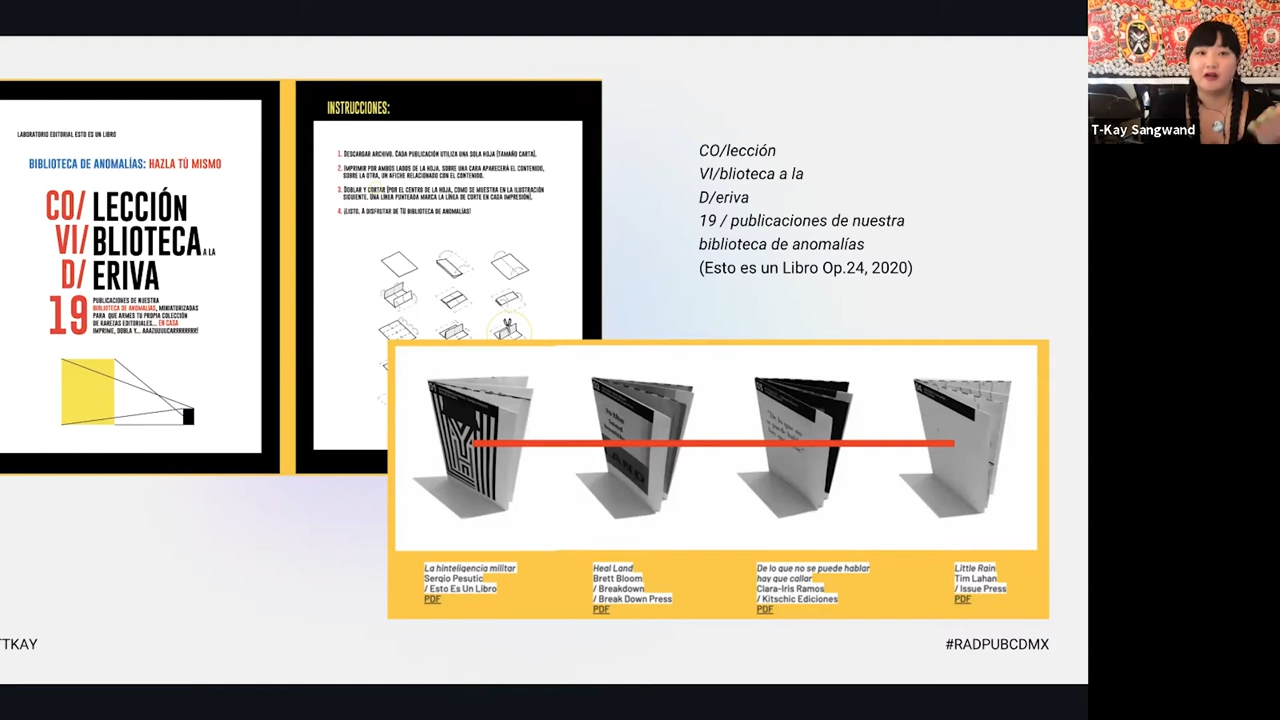 LABORATORIO EDITORIAL ESTO ES UN LIBRO
BIBLIOTECA DE ANOMALÍAS: HAZLA TÚ MISMO
CO/LECCIÓN
VI/BLIOTECA A LA
D/ERIVA
19 PUBLICACIONES DE NUESTRA
BIBLIOTECA DE ANOMALÍAS, MINIATURIZADAS
PARA QUE ARMES TU PROPIA COLECCIÓN
DE RAREZAS EDITORIALES... EN CASA
IMPRIME, DOBLA Y...
INSTRUCCIONES:
1. DESCARGAR ARCHIVO. CADA PUBLICACIÓN UTILIZA UNA SOLA HOJA (TAMAÑO CARTA).
2. IMPRIMIR POR AMBOS LADOS DE LA HOJA. SOBRE UNA CARA APARECERÁ EL CONTENIDO,
SOBRE LA OTRA, UN AFICHE RELACIONADO CON EL CONTENIDO.
3. DOBLAR Y CORTAR (POR EL CENTRO DE LA HOJA, COMO SE MUESTRA EN LA ILUSTRACIÓN
SIGUIENTE. UNA LÍNEA PUNTEADA MARCA LA LÍNEA DE CORTE EN CADA IMPRESIÓN).
4. ¡LISTO. A DISFRUTAR DE TU BIBLIOTECA DE ANOMALÍAS!
CO/lección
VI/blioteca a la
D/eriva
19 / publicaciones de nuestra
biblioteca de anomalías
(Esto es un Libro Op.24, 2020)
La hinteligencia militar
Sergio Pesutic
/ Esto Es Un Libro
PDF
Heal Land
Brett Bloom
/ Breakdown
/ Break Down Press
PDF
De lo que no se puede hablar
hay que callar
Clara-Iris Ramos
/ Kitschic Ediciones
PDF
Little Rain
Tim Lahan
/ Issue Press
PDF
TTKAY
#RADPUBCDMX
T-Kay Sangwand